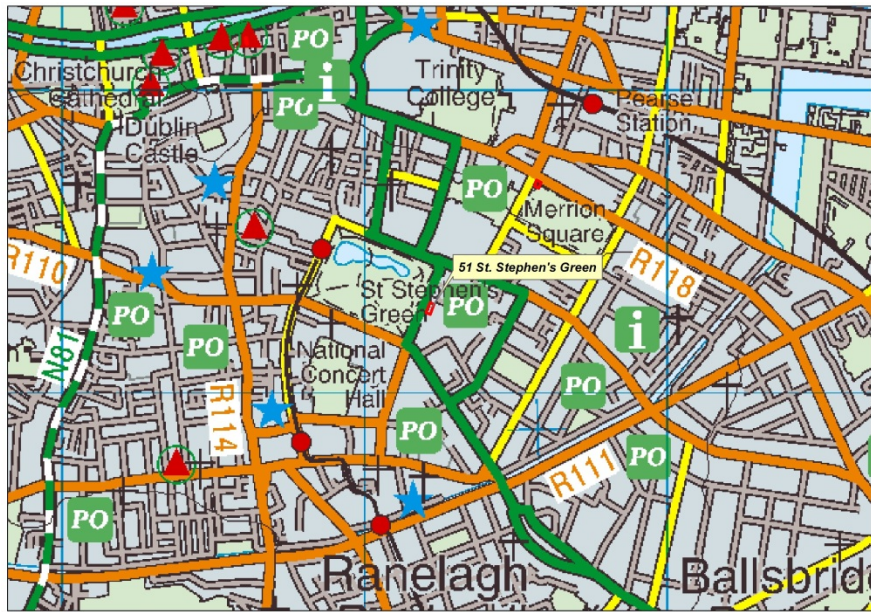 PO
i
PO
Christchurch
Cathedral
Dublin
Castle
Trinity
College
Pearse
Station
PO
Merrion
Square
51 St. Stephen's Green
R110
R118
St Stephen's
Green
PO
PO
i
N81
PO
National
Concert
Hall
R114
PO
PO
R111
PO
PO
Ranelagh
Ballsbridg